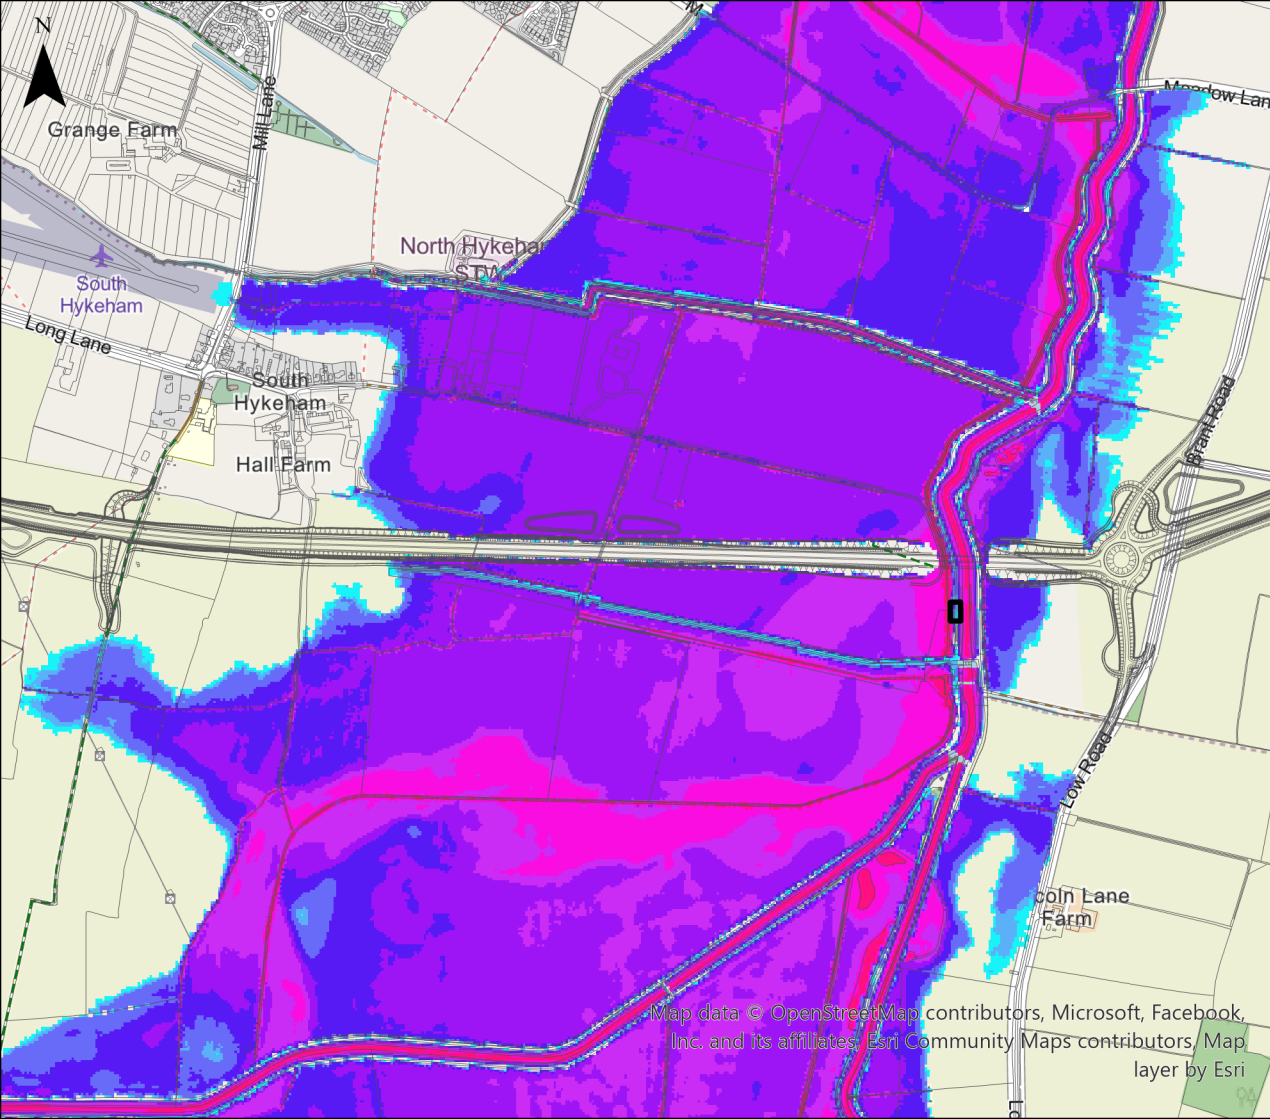 N
Meadow Lan
Mill Lane
Grange Farm
North Hykeham
STW
South
Hykeham
Long Lane
South
Hykeham
Brant Road
Hall Farm
Low Road
coln Lane
Farm
Map data © OpenStreetMap contributors, Microsoft, Facebook,
Inc. and its affiliates, Esri Community Maps contributors, Map
layer by Esri
Lo